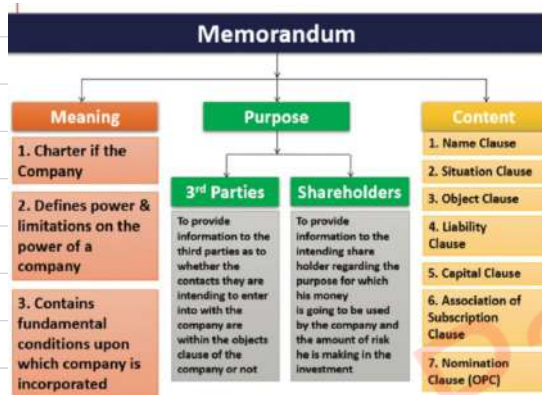 Memorandum
Meaning
1. Charter if the
Company
2. Defines power &
limitations on the
power of a
company
3. Contains
fundamental
conditions upon
which company is
incorporated
Purpose
3rd Parties
To provide
information to the
third parties as to
whether the
contacts they are
intending to enter
into with the
company are
within the objects
clause of the
company or not
Shareholders
To provide
information to the
intending share
holder regarding the
purpose for which
his money
is going to be used
by the company and
the amount of risk
he is making in the
investment
Content
1. Name Clause
2. Situation Clause
3. Object Clause
4. Liability
Clause
5. Capital Clause
6. Association of
Subscription
Clause
7. Nomination
Clause (OPC)